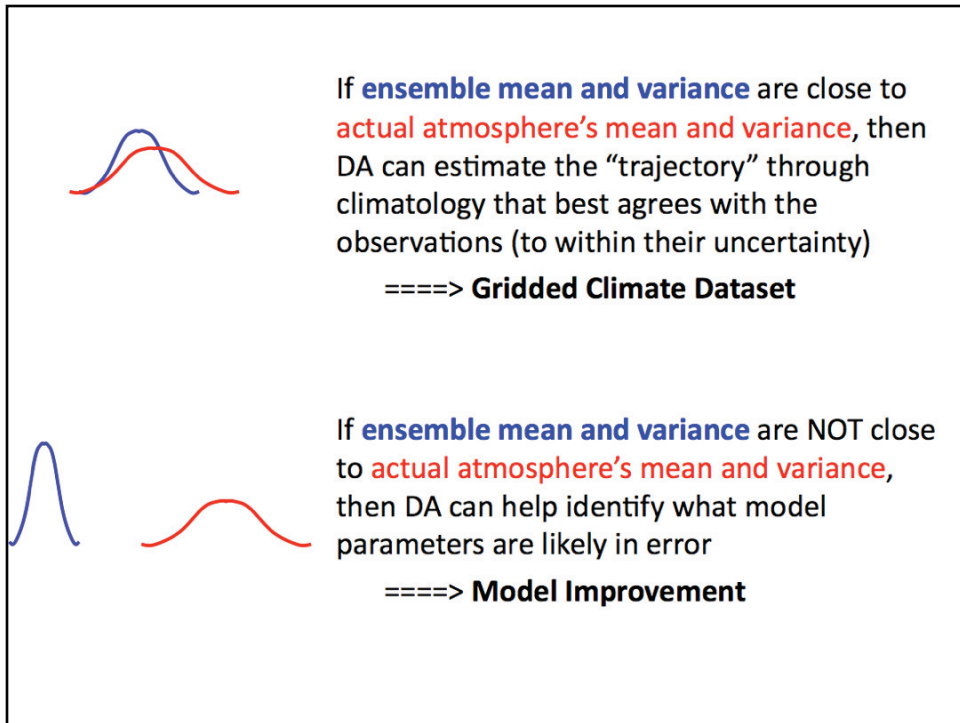 If ensemble mean and variance are close to
actual atmosphere’s mean and variance, then
DA can estimate the “trajectory” through
climatology that best agrees with the
observations (to within their uncertainty)
====> Gridded Climate Dataset
If ensemble mean and variance are NOT close
to actual atmosphere’s mean and variance,
then DA can help identify what model
parameters are likely in error
====> Model Improvement